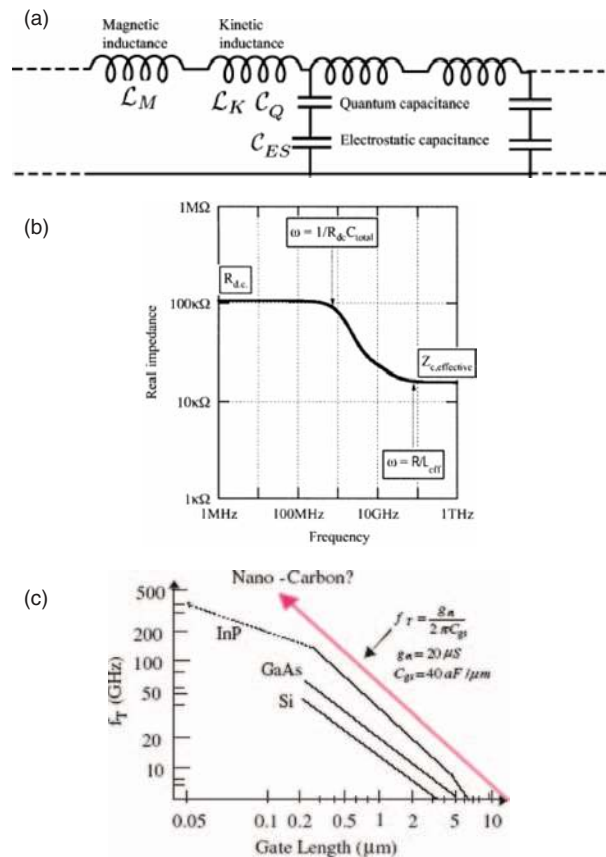 (a)
Magnetic
inductance
Kinetic
inductance
ℒM
ℒK 𝒞Q
Quantum capacitance
𝒞ES
Electrostatic capacitance
(b)
1MΩ
ω = 1/RdcCtotal
Rd.c.
100κΩ
Real impedance
Zc,effective
10κΩ
ω = R/Leff
1κΩ
1MHz 100MHz 10GHz 1THz
Frequency
(c)
Nano -Carbon?
500
fT = gm / 2πCgs
InP
200
gm = 20 μS
100
GaAs
Cgs = 40 aF/μm
fT (GHz)
50
Si
20
10
0.05 0.1 0.2 0.5 1 2 5 10
Gate Length (μm)